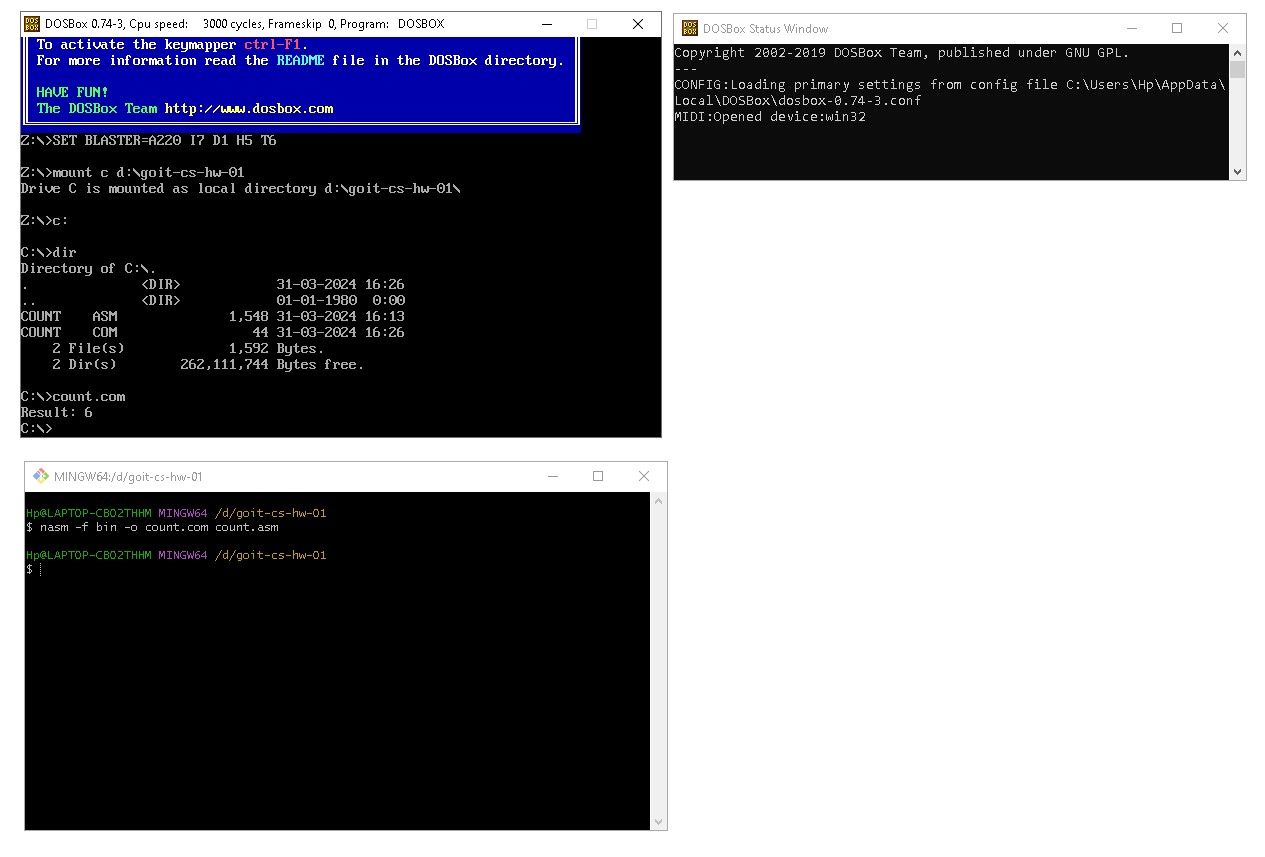 DOSBox 0.74-3, Cpu speed:    3000 cycles, Frameskip  0, Program:   DOSBOX
To activate the keymapper ctrl-F1.
For more information read the README file in the DOSBox directory.
HAVE FUN!
The DOSBox Team http://www.dosbox.com
Z:\>SET BLASTER=A220 I7 D1 H5 T6
Z:\>mount c d:\goit-cs-hw-01
Drive C is mounted as local directory d:\goit-cs-hw-01\
Z:\>c:
C:\>dir
Directory of C:\.
.              <DIR>            31-03-2024 16:26
..             <DIR>            01-01-1980  0:00
COUNT    ASM              1,548 31-03-2024 16:13
COUNT    COM                 44 31-03-2024 16:26
    2 File(s)             1,592 Bytes.
    2 Dir(s)        262,111,744 Bytes free.
C:\>count.com
Result: 6
C:\>
DOSBox Status Window
Copyright 2002-2019 DOSBox Team, published under GNU GPL.
---
CONFIG:Loading primary settings from config file C:\Users\Hp\AppData\
Local\DOSBox\dosbox-0.74-3.conf
MIDI:Opened device:win32
MINGW64:/d/goit-cs-hw-01
Hp@LAPTOP-CBO2THHM MINGW64 /d/goit-cs-hw-01
$ nasm -f bin -o count.com count.asm
Hp@LAPTOP-CBO2THHM MINGW64 /d/goit-cs-hw-01
$